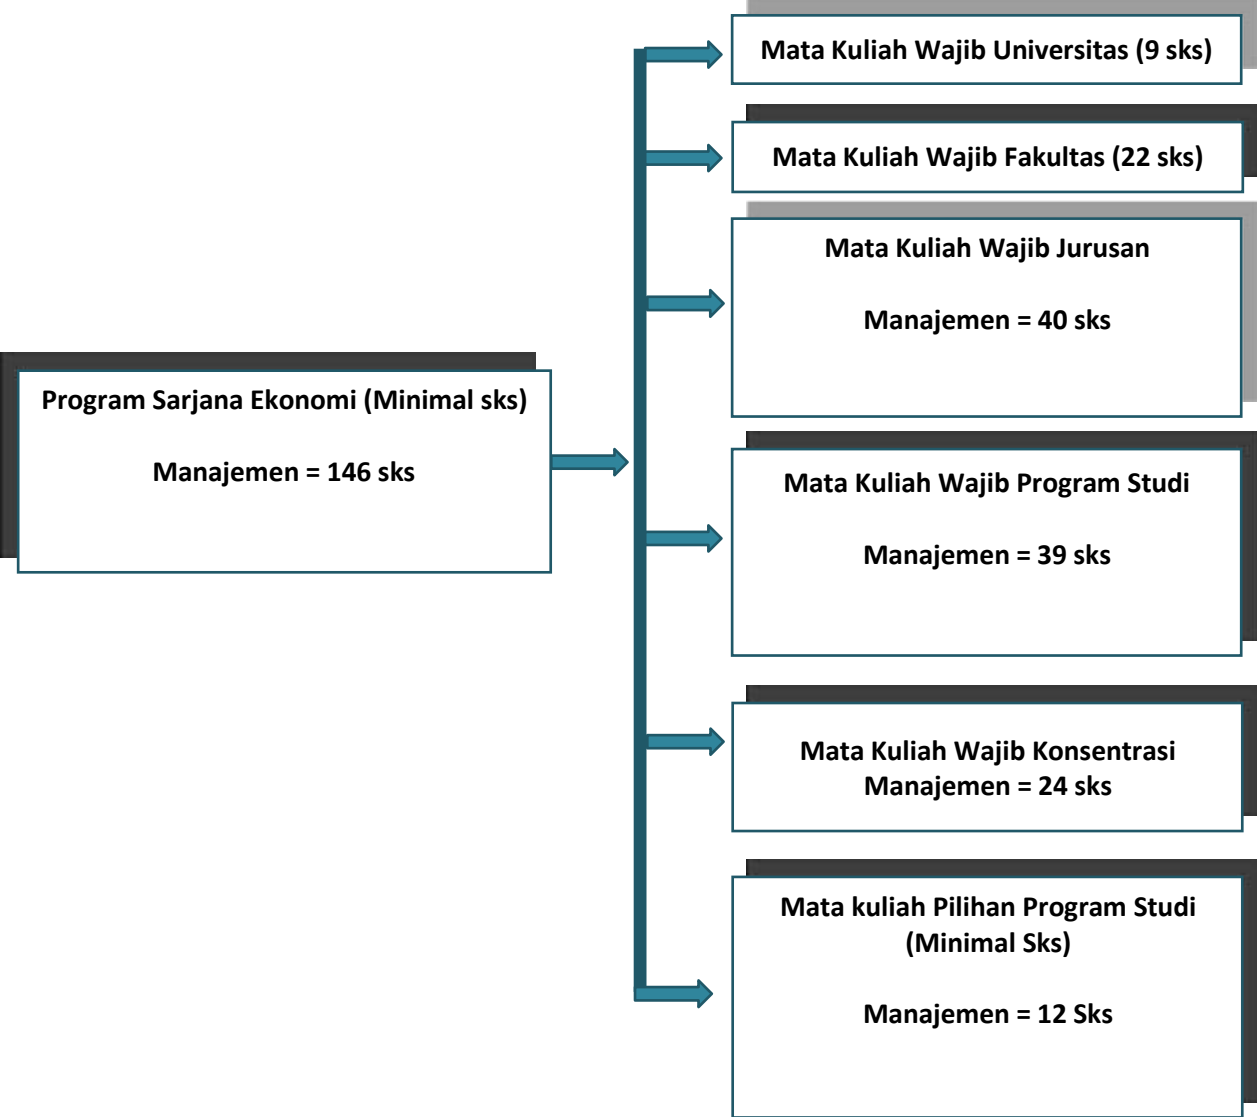 Mata Kuliah Wajib Universitas (9 sks)
Mata Kuliah Wajib Fakultas (22 sks)
Mata Kuliah Wajib Jurusan
Manajemen = 40 sks
Program Sarjana Ekonomi (Minimal sks)
Manajemen = 146 sks
Mata Kuliah Wajib Program Studi
Manajemen = 39 sks
Mata Kuliah Wajib Konsentrasi
Manajemen = 24 sks
Mata kuliah Pilihan Program Studi
(Minimal Sks)
Manajemen = 12 Sks